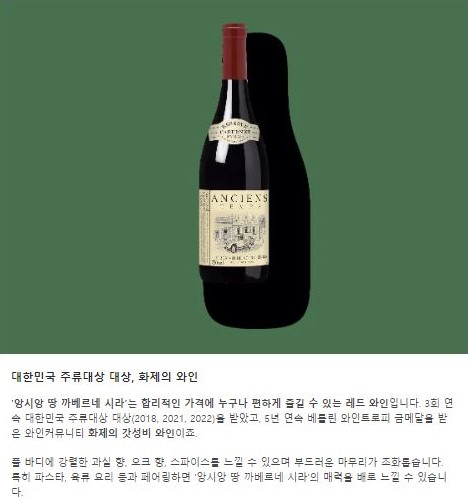 ANCIENS
TEMPS
대한민국 주류대상 대상, 화제의 와인
'앙시앙 땅 까베르네 시라'는 합리적인 가격에 누구나 편하게 즐길 수 있는 레드 와인입니다. 3회 연
속 대한민국 주류대상 대상(2018, 2021, 2022)을 받았고, 5년 연속 베를린 와인트로피 금메달을 받
은 와인커뮤니티 화제의 갓성비 와인이죠.
풀 바디에 강렬한 과실 향, 오크 향, 스파이스를 느낄 수 있으며 부드러운 마무리가 조화롭습니다.
특히 파스타, 육류 요리 등과 페어링하면 '앙시앙 땅 까베르네 시라'의 매력을 배로 느낄 수 있습니
다.